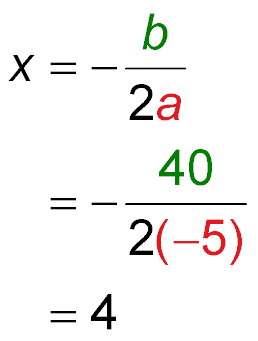 x = -b/2a
= -40/2(-5)
= 4